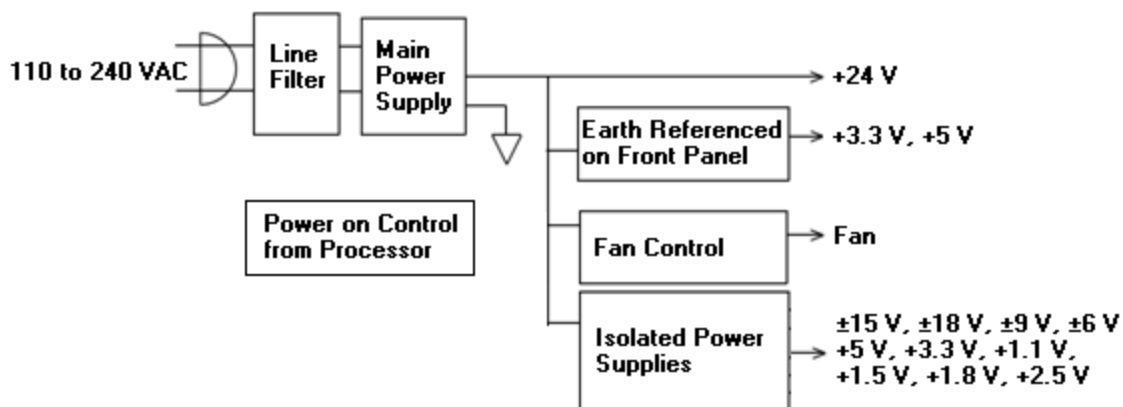 110 to 240 VAC
Line
Filter
Main
Power
Supply
+24 V
Earth Referenced
on Front Panel
+3.3 V, +5 V
Power on Control
from Processor
Fan Control
Fan
Isolated Power
Supplies
±15 V, ±18 V, ±9 V, ±6 V
+5 V, +3.3 V, +1.1 V,
+1.5 V, +1.8 V, +2.5 V